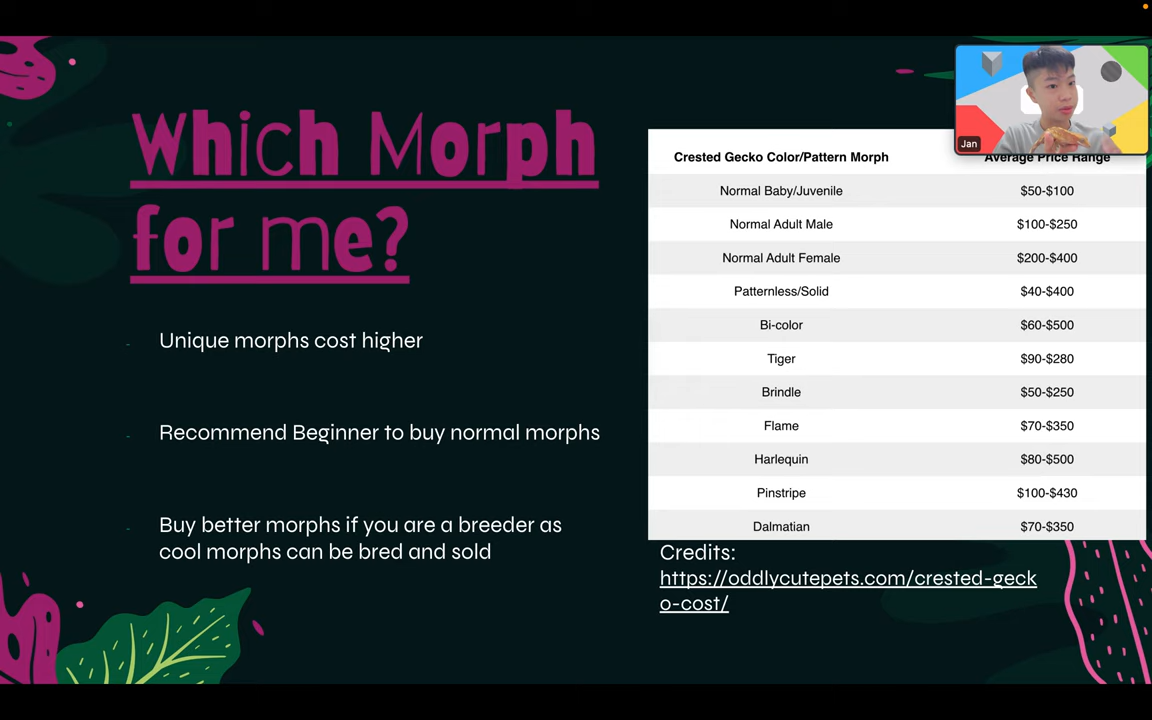 Which Morph
for me?
- Unique morphs cost higher
- Recommend Beginner to buy normal morphs
- Buy better morphs if you are a breeder as
cool morphs can be bred and sold
Crested Gecko Color/Pattern Morph Average Price Range
Normal Baby/Juvenile $50-$100
Normal Adult Male $100-$250
Normal Adult Female $200-$400
Patternless/Solid $40-$400
Bi-color $60-$500
Tiger $90-$280
Brindle $50-$250
Flame $70-$350
Harlequin $80-$500
Pinstripe $100-$430
Dalmatian $70-$350
Credits:
https://oddlycutepets.com/crested-geck
o-cost/
Jan